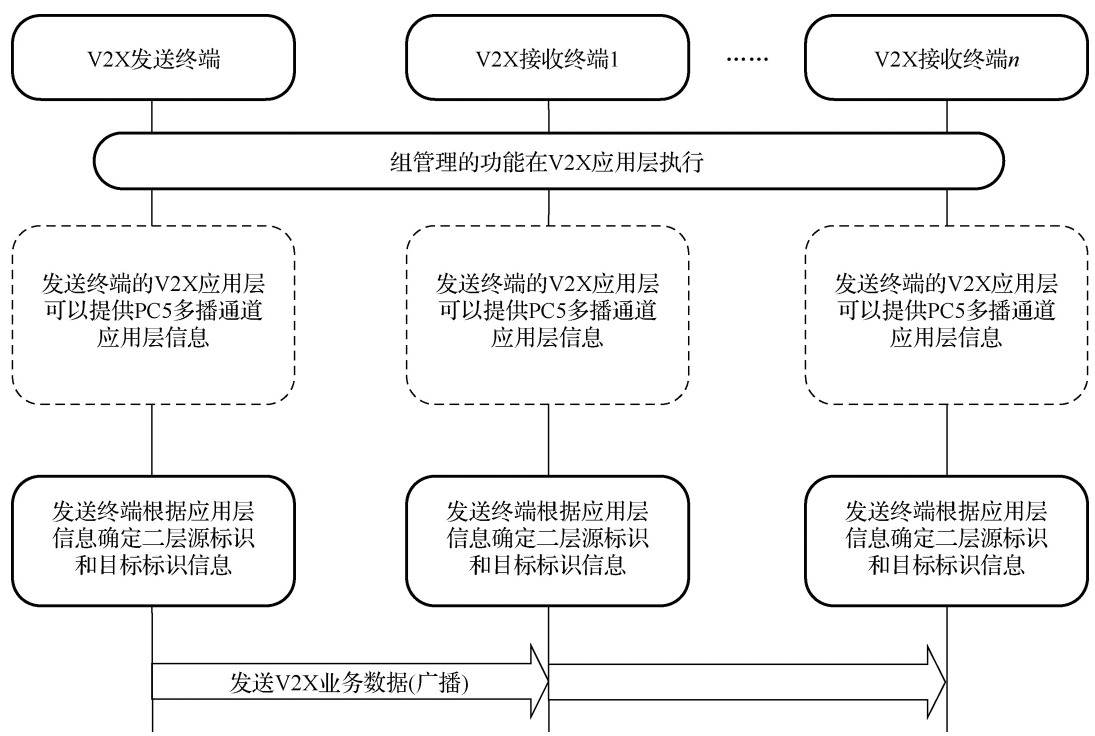 V2X发送终端
V2X接收终端1
……
V2X接收终端n
组管理的功能在V2X应用层执行
发送终端的V2X应用层
可以提供PC5多播通道
应用层信息
发送终端的V2X应用层
可以提供PC5多播通道
应用层信息
发送终端的V2X应用层
可以提供PC5多播通道
应用层信息
发送终端根据应用层
信息确定二层源标识
和目标标识信息
发送终端根据应用层
信息确定二层源标识
和目标标识信息
发送终端根据应用层
信息确定二层源标识
和目标标识信息
发送V2X业务数据(广播)